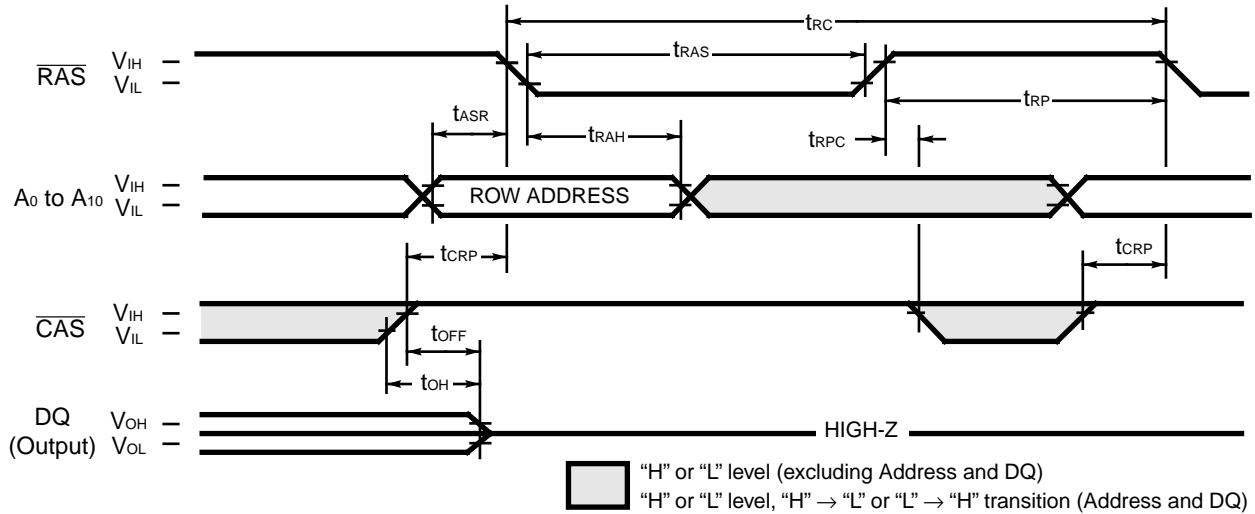 tRC
RAS VIH
VIL
tRAS
tRP
tASR
tRAH
tRPC
A0 to A10 VIH
VIL
ROW ADDRESS
tCRP
tCRP
CAS VIH
VIL
tOFF
tOH
DQ
(Output)
VOH
VOL
HIGH-Z
“H” or “L” level (excluding Address and DQ)
“H” or “L” level, “H” → “L” or “L” → “H” transition (Address and DQ)